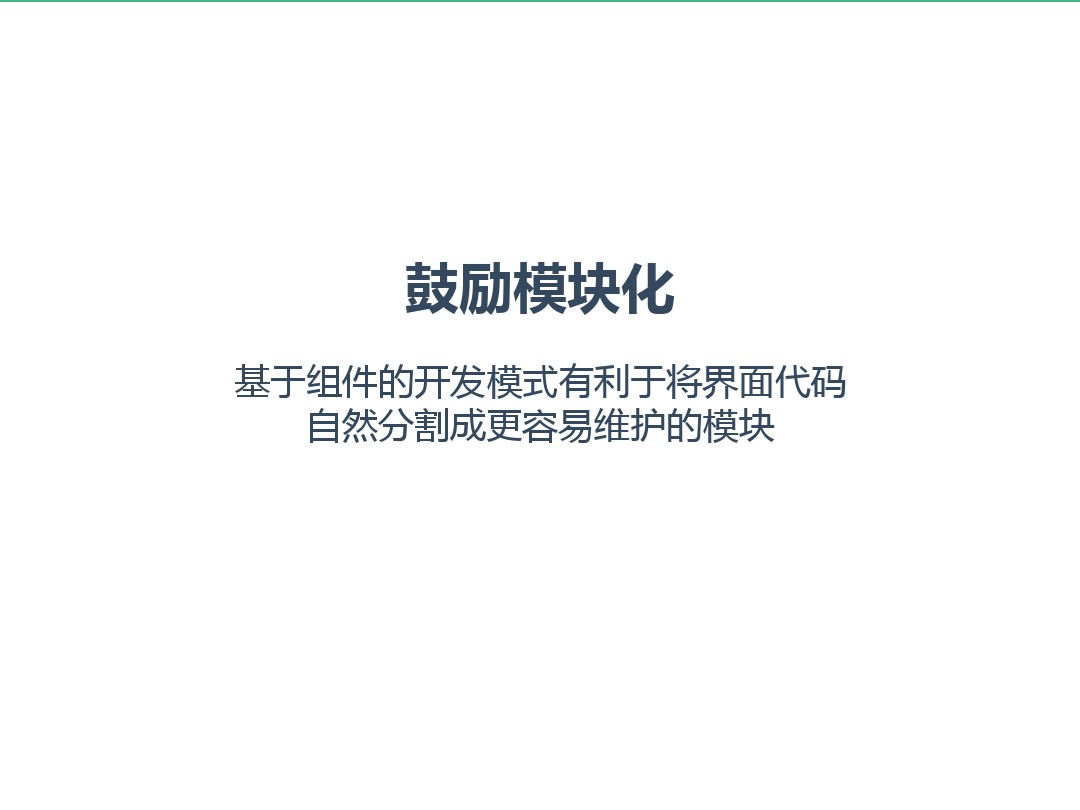 鼓励模块化
基于组件的开发模式有利于将界面代码
自然分割成更容易维护的模块